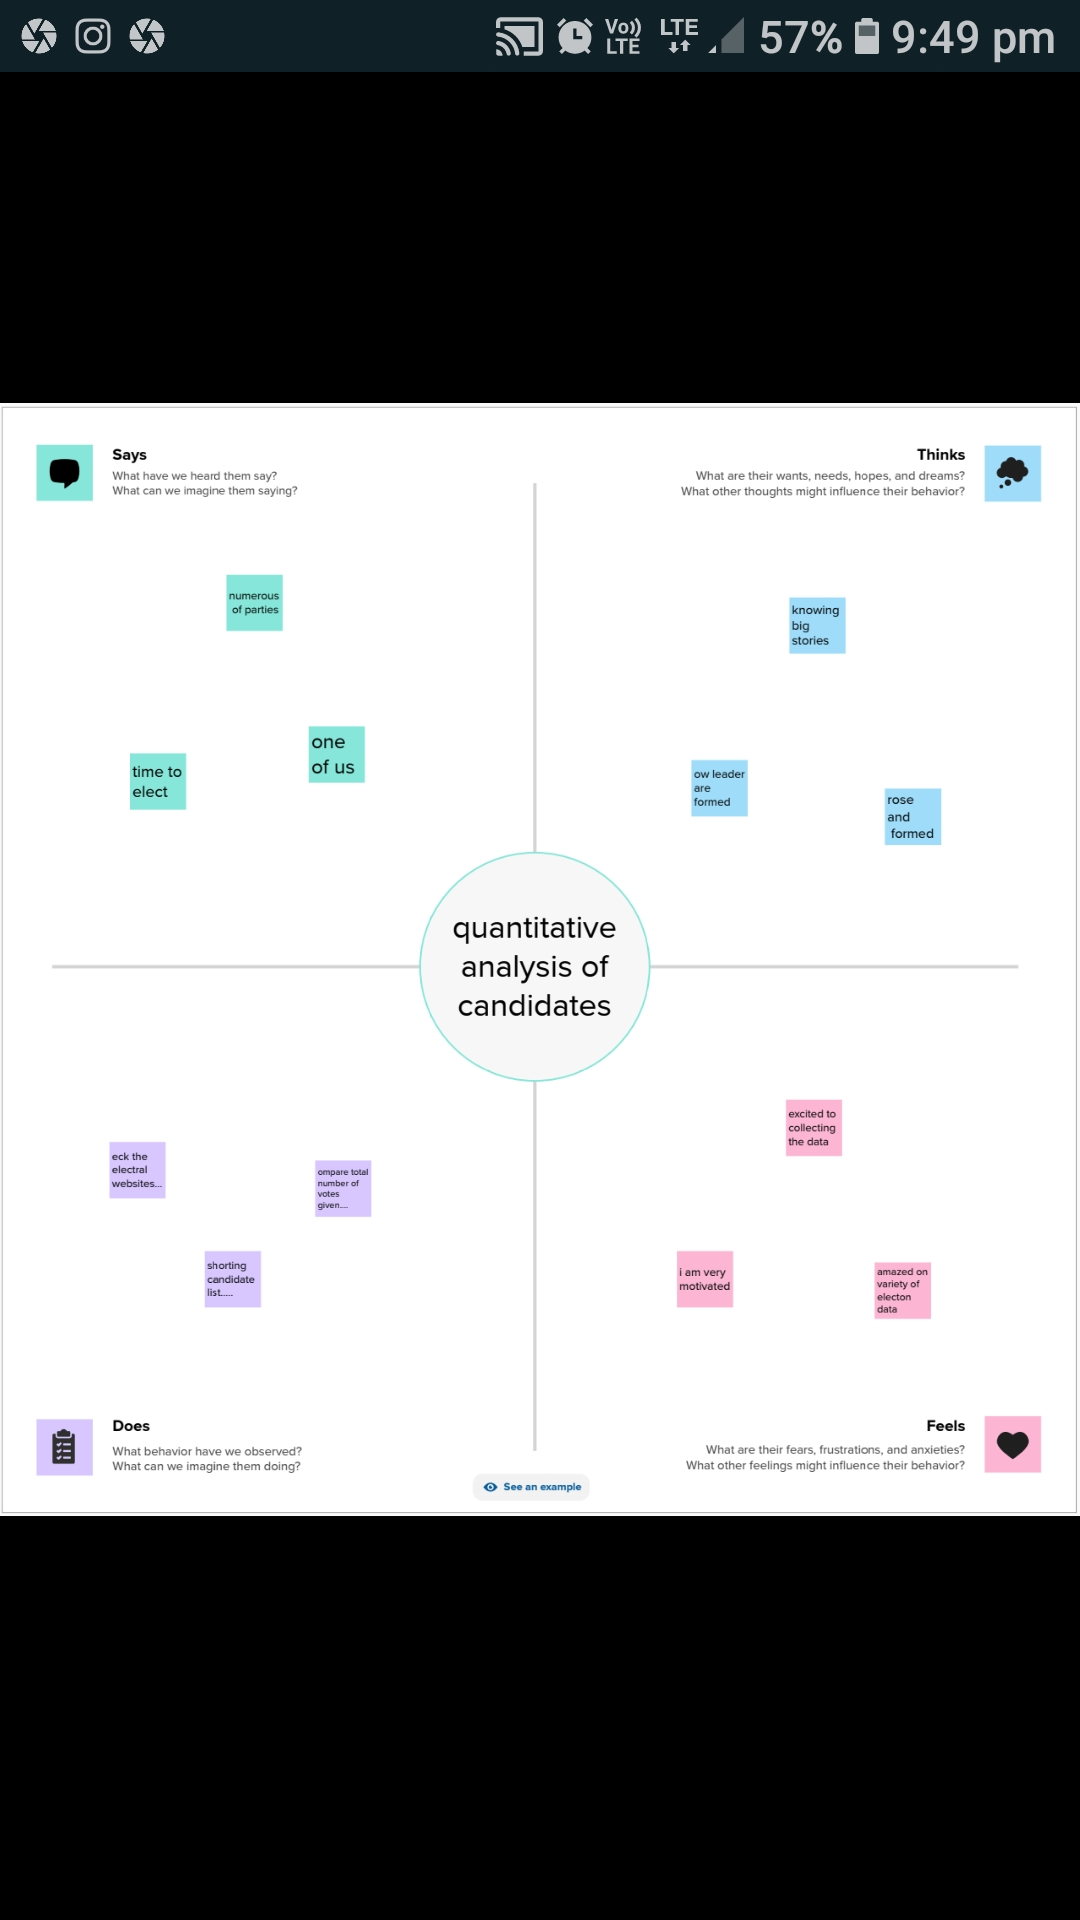 Vo))
LTE
LTE
57%
9:49 pm
Says
What have we heard them say?
What can we imagine them saying?
Thinks
What are their wants, needs, hopes, and dreams?
What other thoughts might influence their behavior?
numerous
of parties
time to
elect
one
of us
knowing
big
stories
ow leader
are
formed
rose
and
formed
quantitative
analysis of
candidates
eck the
electral
websites...
ompare total
number of
votes
given....
shorting
candidate
list.....
excited to
collecting
the data
i am very
motivated
amazed on
variety of
electon
data
Does
What behavior have we observed?
What can we imagine them doing?
Feels
What are their fears, frustrations, and anxieties?
What other feelings might influence their behavior?
See an example